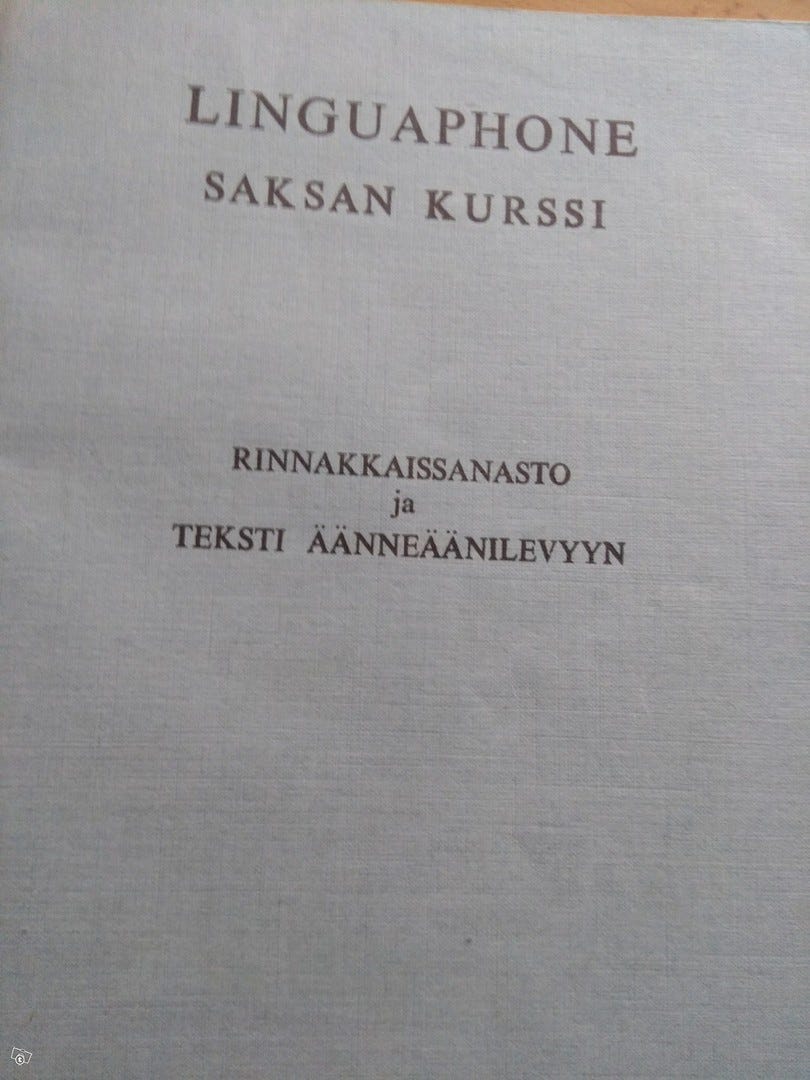 LINGUAPHONE
SAKSAN KURSSI
RINNAKKAISSANASTO
ja
TEKSTI ÄÄNNEÄÄNILEVYYN